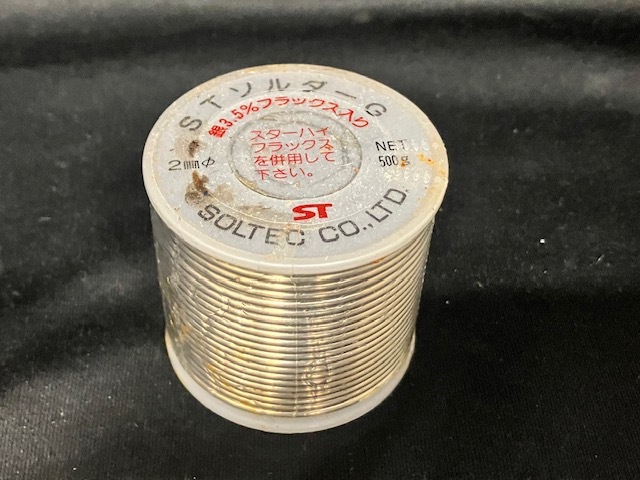 STソルダーG
銀3.5%フラックス入り
スターハイ
フラックス
を併用して
下さい。
2㎜Φ
NET
500g
ST
SOLTEC CO.,LTD.